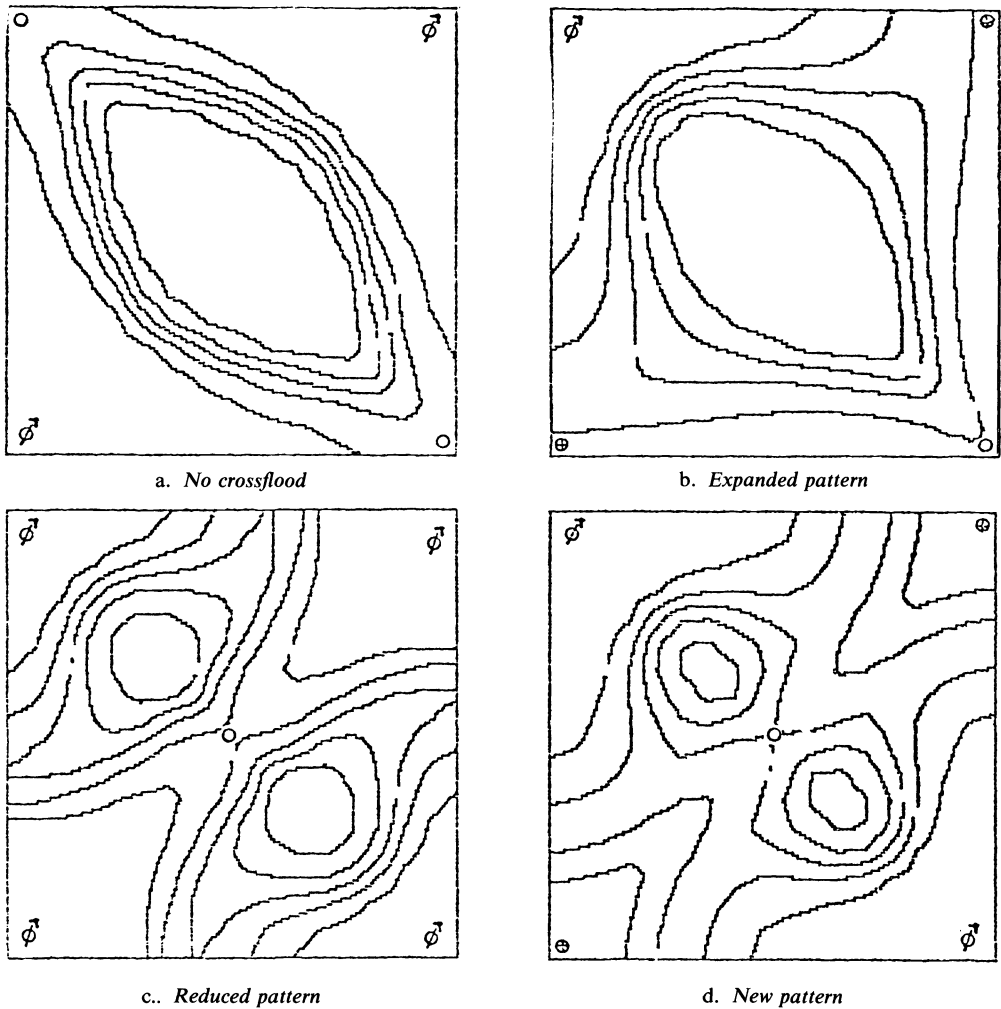 a. No crossflood
b. Expanded pattern
c.. Reduced pattern
d. New pattern